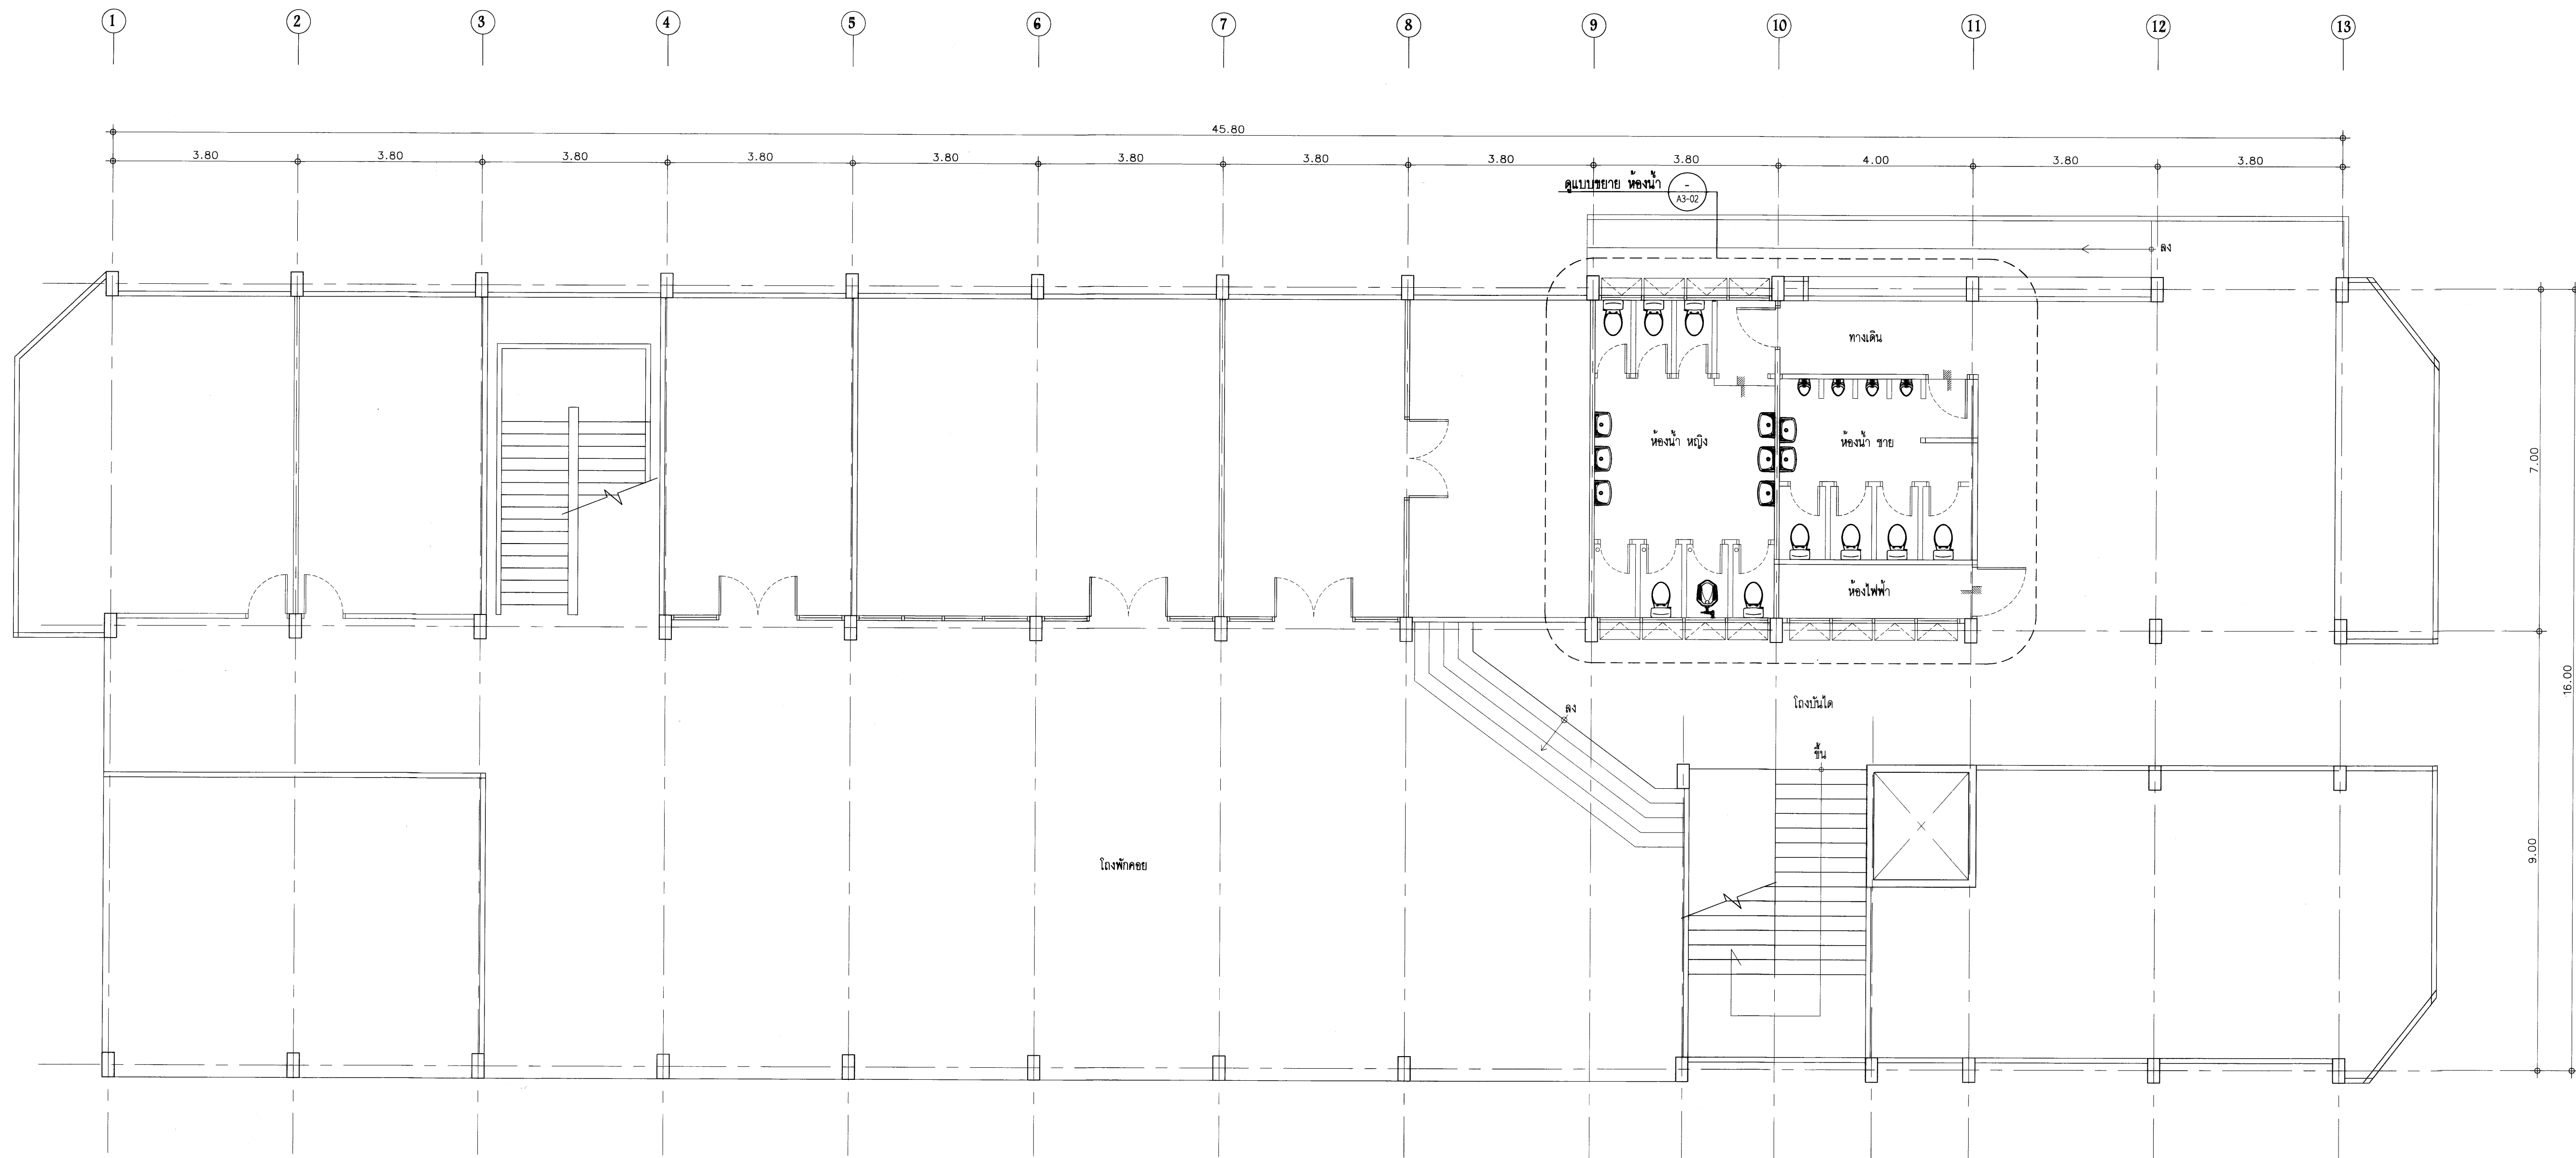 1 2 3 4 5 6 7 8 9 10 11 12 13
45.80
3.80 3.80 3.80 3.80 3.80 3.80 3.80 3.80 3.80 4.00 3.80 3.80
ดูแบบขยาย ห้องน้ำ
-
A3-02
ลง
ทางเดิน
ห้องน้ำ หญิง
ห้องน้ำ ชาย
7.00
ห้องไฟฟ้า
16.00
โถงบันได
ลง
ขึ้น
9.00
โถงพักคอย